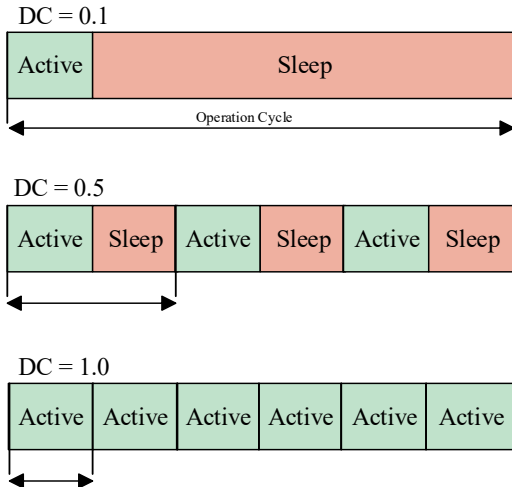 DC = 0.1
Active Sleep
Operation Cycle
DC = 0.5
Active Sleep Active Sleep Active Sleep
DC = 1.0
Active Active Active Active Active Active